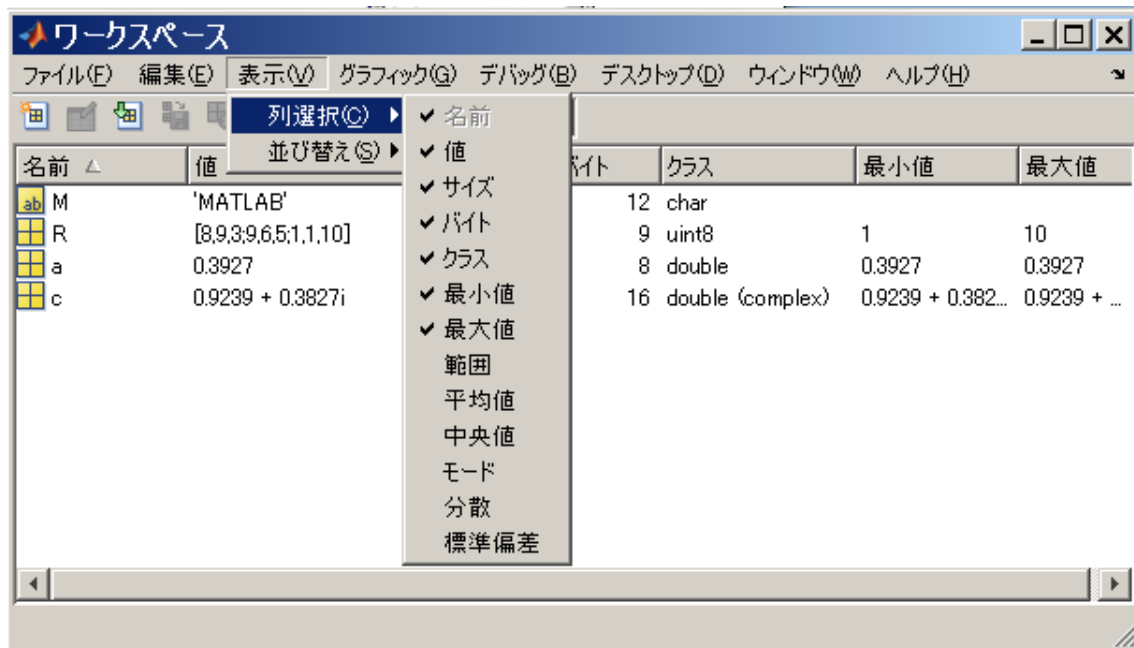 ワークスペース
ファイル(F) 編集(E) 表示(V) グラフィック(G) デバッグ(B) デスクトップ(D) ウィンドウ(W) ヘルプ(H)
列選択(C)
並び替え(S)
✔ 名前
✔ 値
✔ サイズ
✔ バイト
✔ クラス
✔ 最小値
✔ 最大値
範囲
平均値
中央値
モード
分散
標準偏差
名前 値 バイト クラス 最小値 最大値
ab M 'MATLAB' 12 char
R [8,9,3;9,6,5;1,1,10] 9 uint8 1 10
a 0.3927 8 double 0.3927 0.3927
c 0.9239 + 0.3827i 16 double (complex) 0.9239 + 0.382... 0.9239 + ...